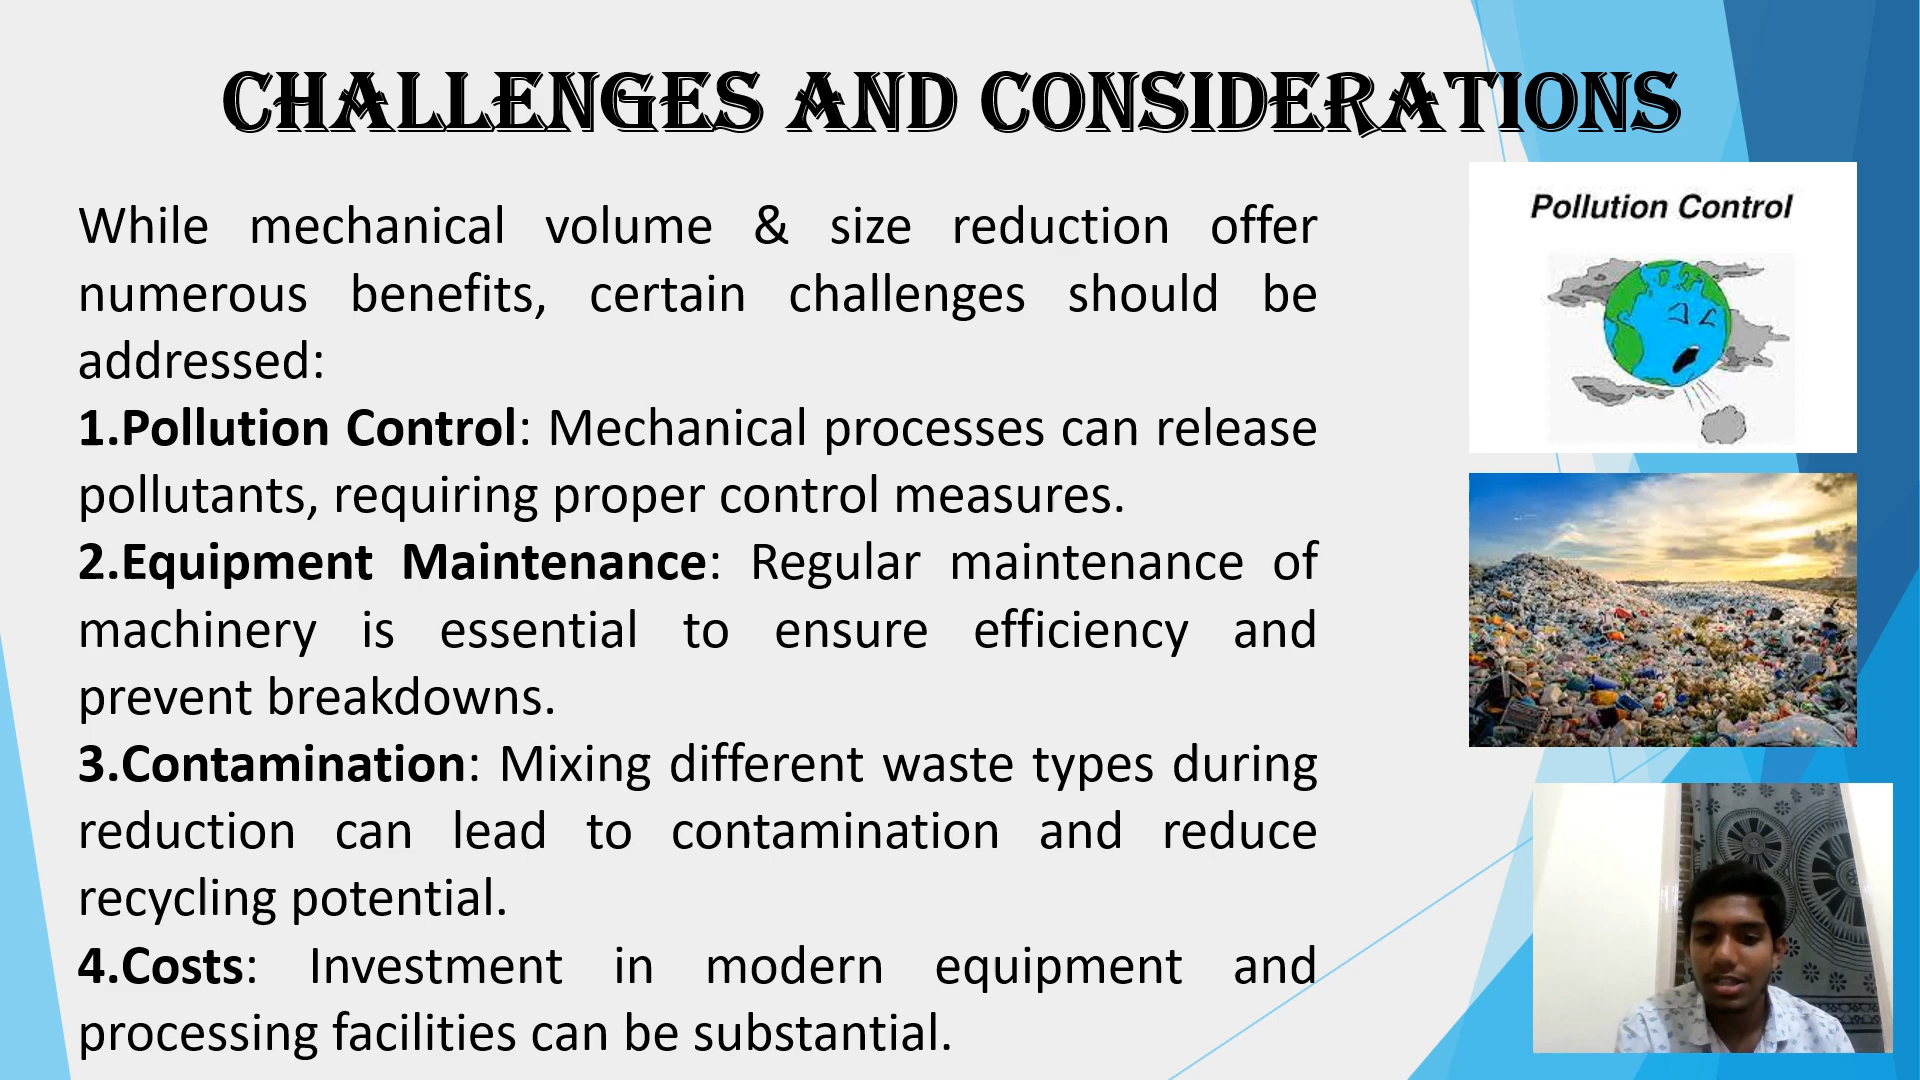 CHALLENGES AND CONSIDERATIONS
While mechanical volume & size reduction offer
numerous benefits, certain challenges should be
addressed:
1.Pollution Control: Mechanical processes can release
pollutants, requiring proper control measures.
2.Equipment Maintenance: Regular maintenance of
machinery is essential to ensure efficiency and
prevent breakdowns.
3.Contamination: Mixing different waste types during
reduction can lead to contamination and reduce
recycling potential.
4.Costs: Investment in modern equipment and
processing facilities can be substantial.
Pollution Control